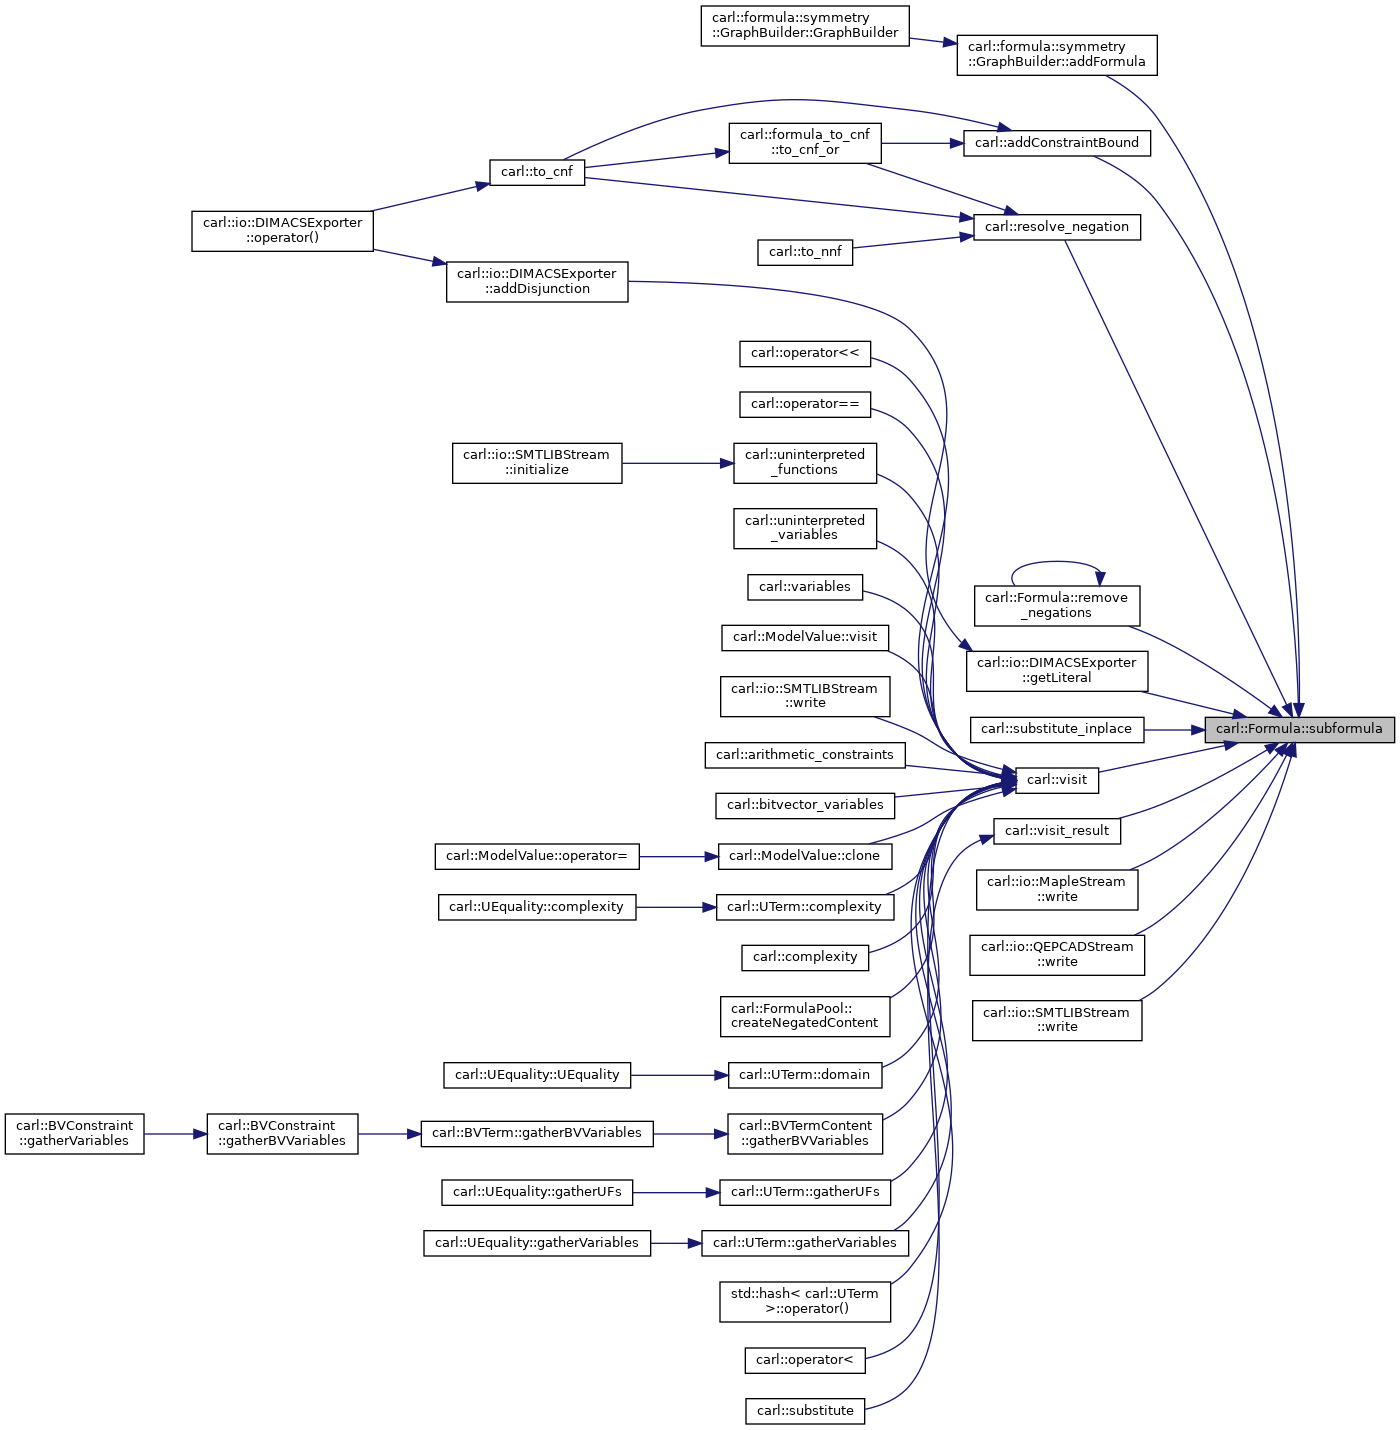 carl::formula::symmetry
::GraphBuilder::GraphBuilder
carl::formula::symmetry
::GraphBuilder::addFormula
carl::formula_to_cnf
::to_cnf_or
carl::addConstraintBound
carl::to_cnf
carl::io::DIMACSExporter
::operator()
carl::resolve_negation
carl::to_nnf
carl::io::DIMACSExporter
::addDisjunction
carl::operator<<
carl::operator==
carl::io::SMTLIBStream
::initialize
carl::uninterpreted
_functions
carl::uninterpreted
_variables
carl::variables
carl::Formula::remove
_negations
carl::ModelValue::visit
carl::io::DIMACSExporter
::getLiteral
carl::io::SMTLIBStream
::write
carl::substitute_inplace
carl::Formula::subformula
carl::arithmetic_constraints
carl::visit
carl::bitvector_variables
carl::visit_result
carl::ModelValue::operator=
carl::ModelValue::clone
carl::io::MapleStream
::write
carl::UEquality::complexity
carl::UTerm::complexity
carl::io::QEPCADStream
::write
carl::complexity
carl::FormulaPool::
createNegatedContent
carl::io::SMTLIBStream
::write
carl::UEquality::UEquality
carl::UTerm::domain
carl::BVConstraint
::gatherVariables
carl::BVConstraint
::gatherBVVariables
carl::BVTerm::gatherBVVariables
carl::BVTermContent
::gatherBVVariables
carl::UEquality::gatherUFs
carl::UTerm::gatherUFs
carl::UEquality::gatherVariables
carl::UTerm::gatherVariables
std::hash< carl::UTerm
>::operator()
carl::operator<
carl::substitute